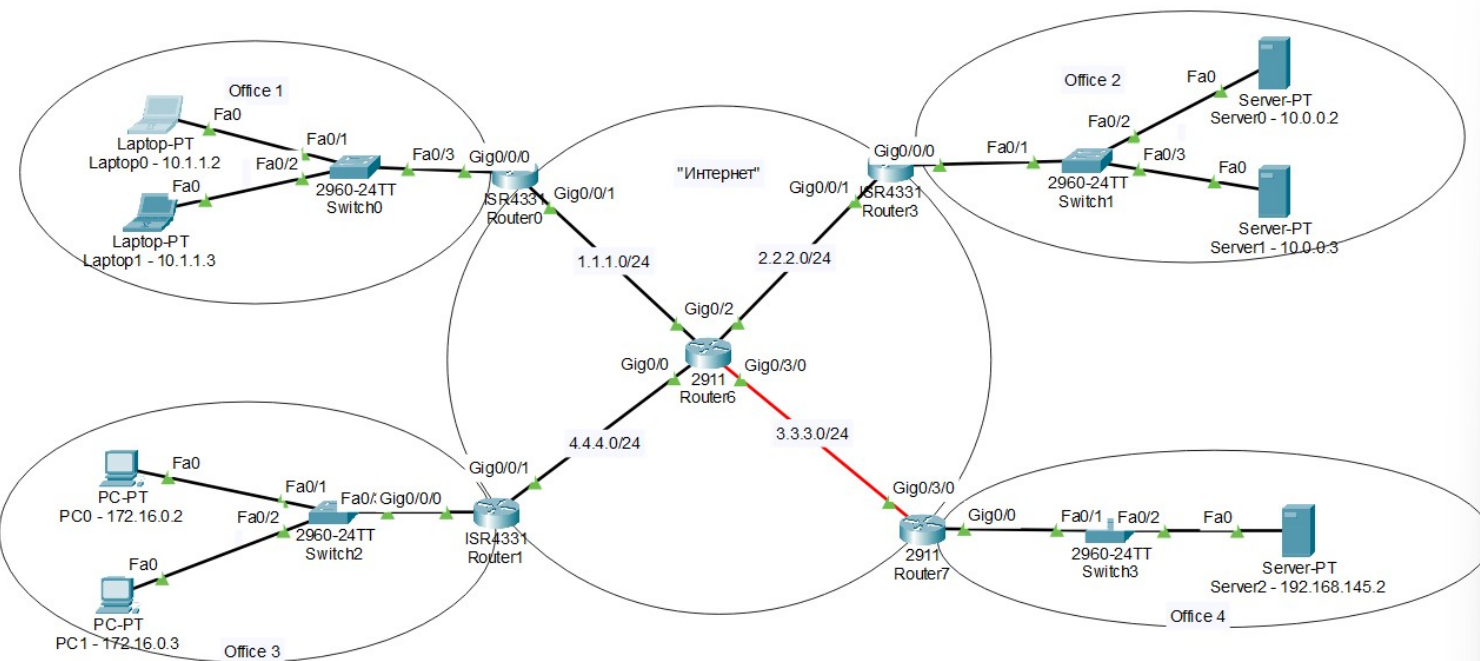 Office 1
Fa0
Laptop-PT
Laptop0 - 10.1.1.2
Fa0/1
Fa0/2
Fa0
Laptop-PT
Laptop1 - 10.1.1.3
2960-24TT
Switch0
Fa0/3
Gig0/0/0
ISR4331
Router0
Gig0/0/1
"Интернет"
1.1.1.0/24
2.2.2.0/24
Gig0/0/0
Gig0/0/1
ISR4331
Router3
Office 2
Fa0/1
2960-24TT
Switch1
Fa0/2
Fa0/3
Fa0
Server-PT
Server0 - 10.0.0.2
Fa0
Server-PT
Server1 - 10.0.0.3
Gig0/2
Gig0/0
Gig0/3/0
2911
Router6
4.4.4.0/24
3.3.3.0/24
Fa0
PC-PT
PC0 - 172.16.0.2
Fa0/1
Fa0/2
Fa0
PC-PT
PC1 - 172.16.0.3
2960-24TT
Switch2
Gig0/0/0
Gig0/0/1
ISR4331
Router1
Office 3
Gig0/3/0
2911
Router7
Gig0/0
Fa0/1
Fa0/2
2960-24TT
Switch3
Fa0
Server-PT
Server2 - 192.168.145.2
Office 4